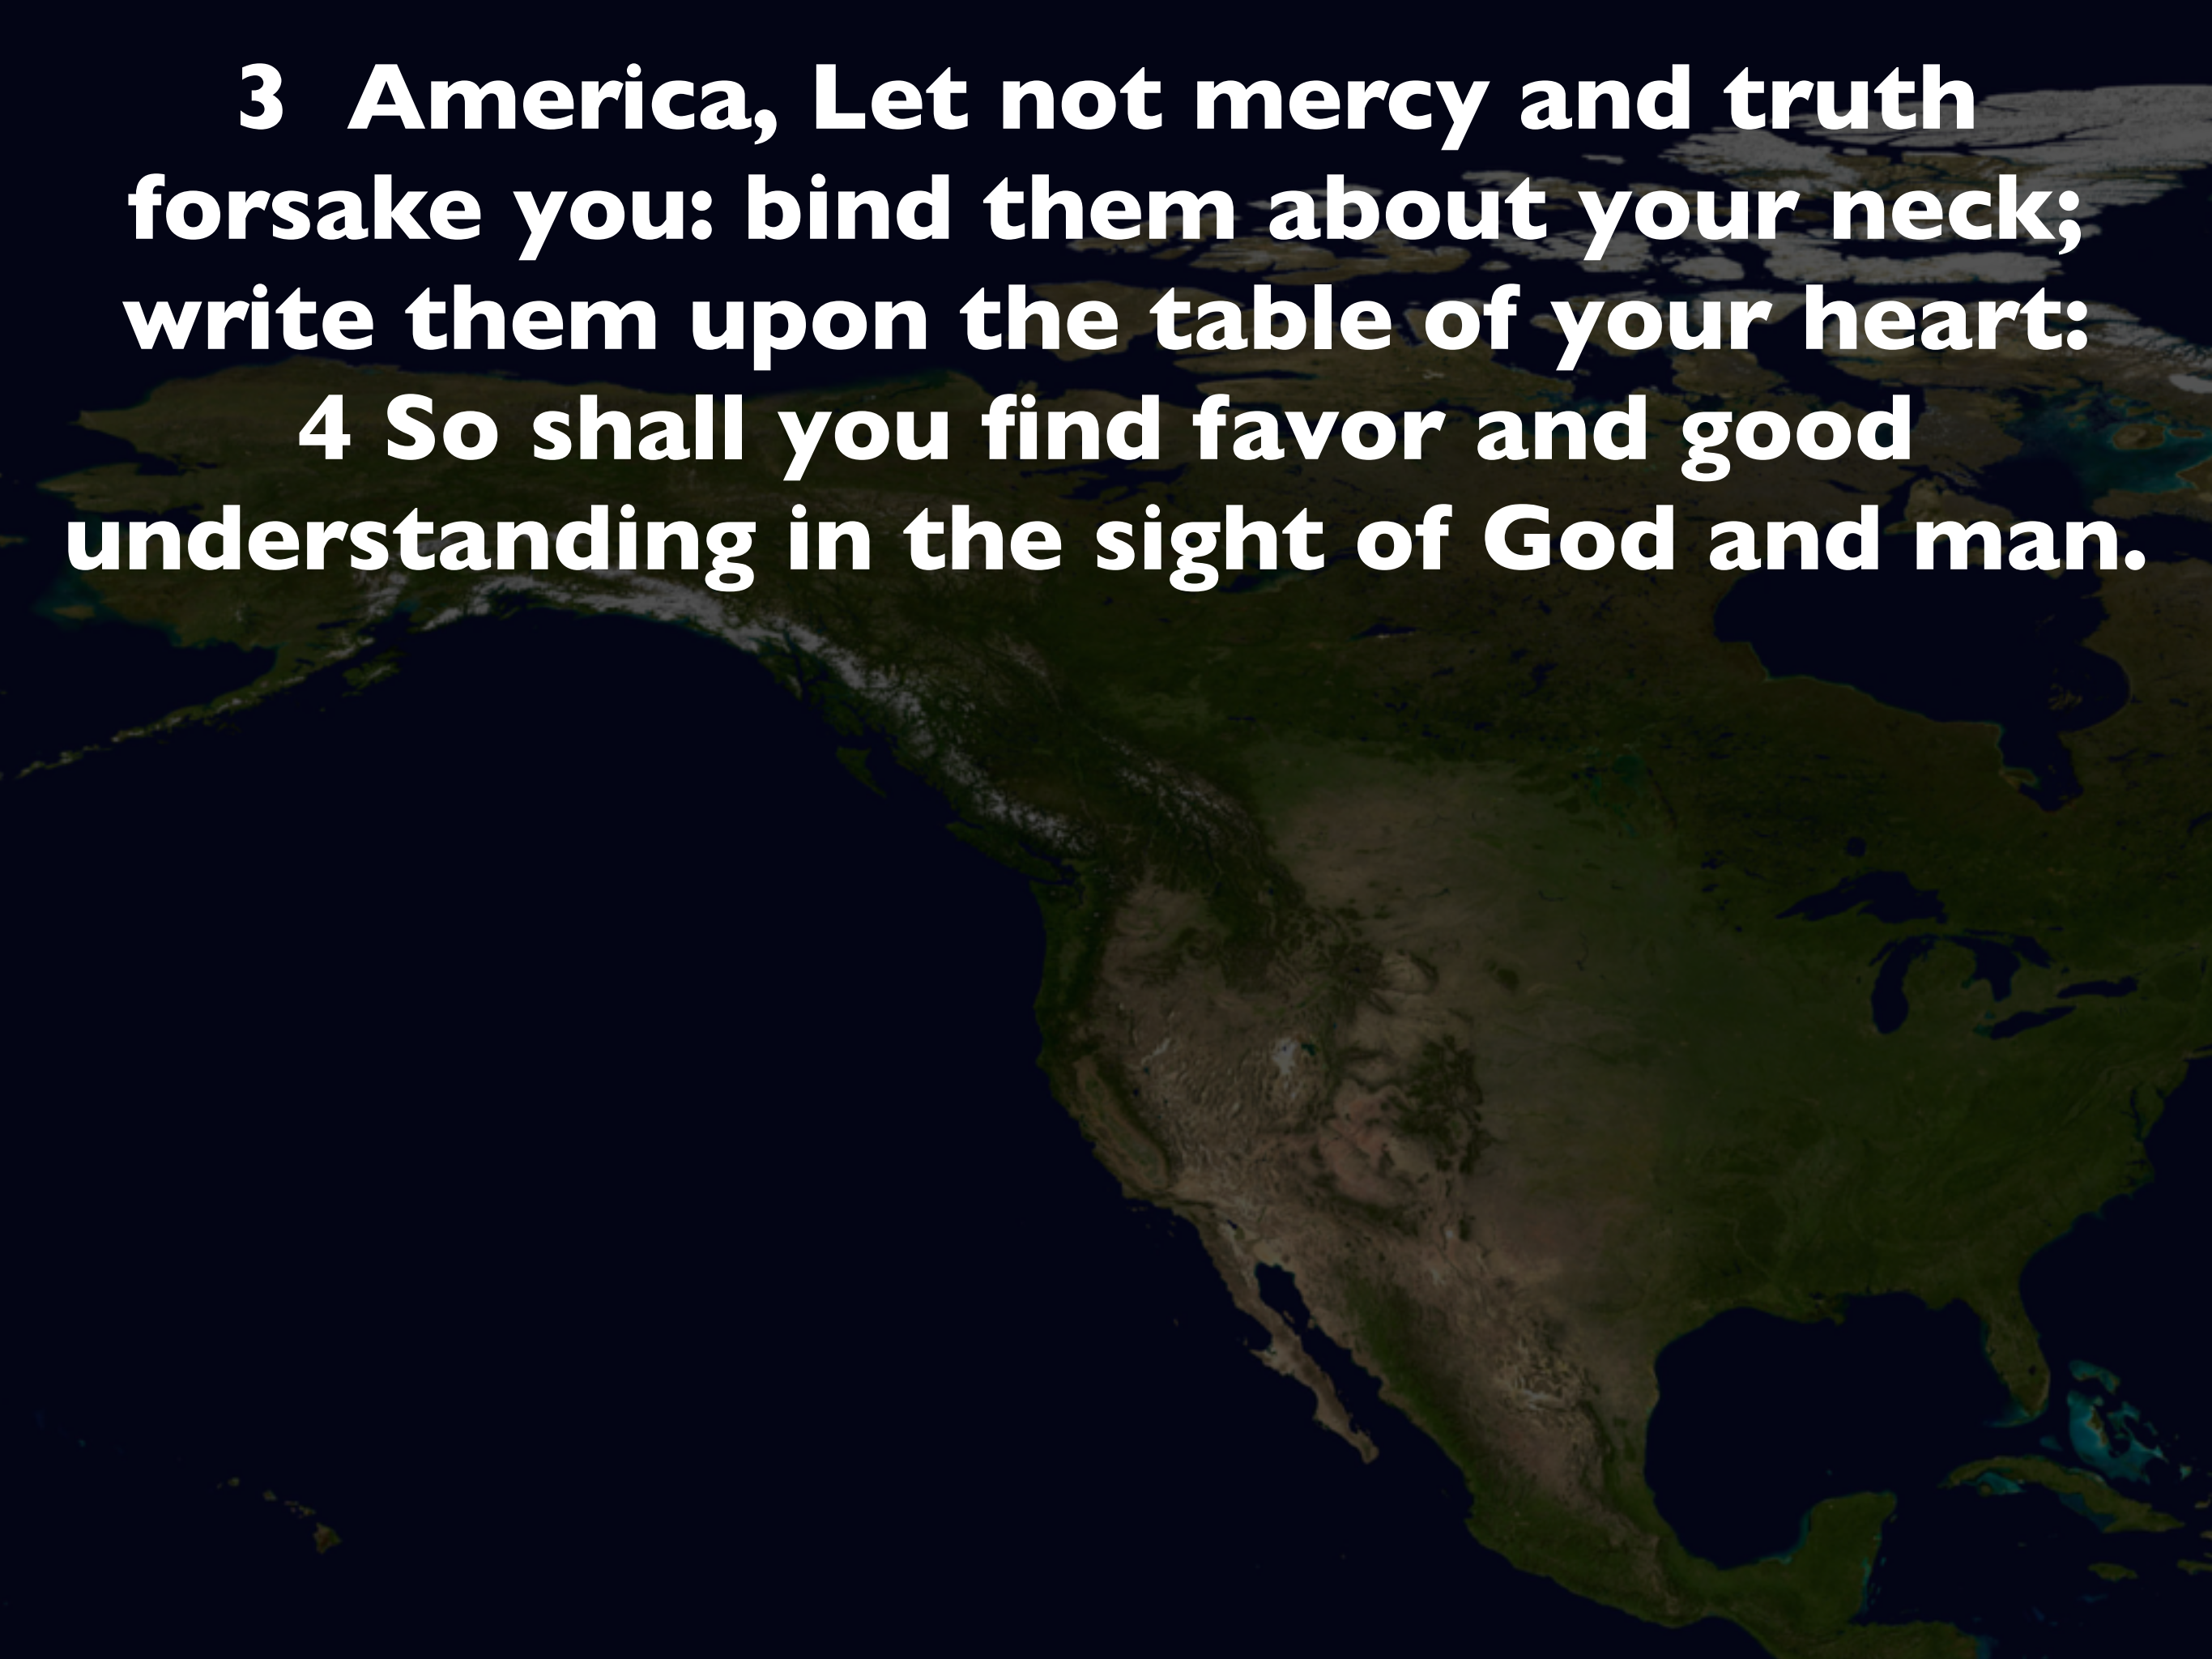 3  America, Let not mercy and truth
forsake you: bind them about your neck;
write them upon the table of your heart:
4 So shall you find favor and good
understanding in the sight of God and man.